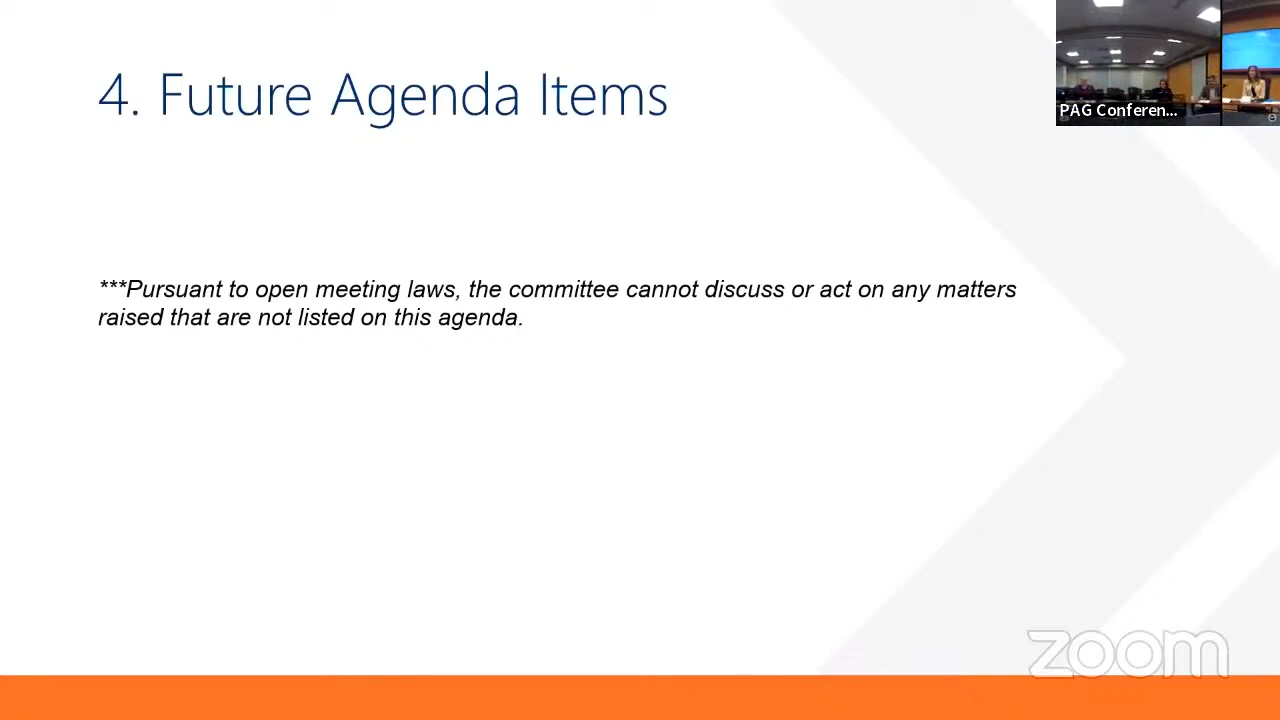 4. Future Agenda Items
PAG Conferen...
***Pursuant to open meeting laws, the committee cannot discuss or act on any matters
raised that are not listed on this agenda.
zoom